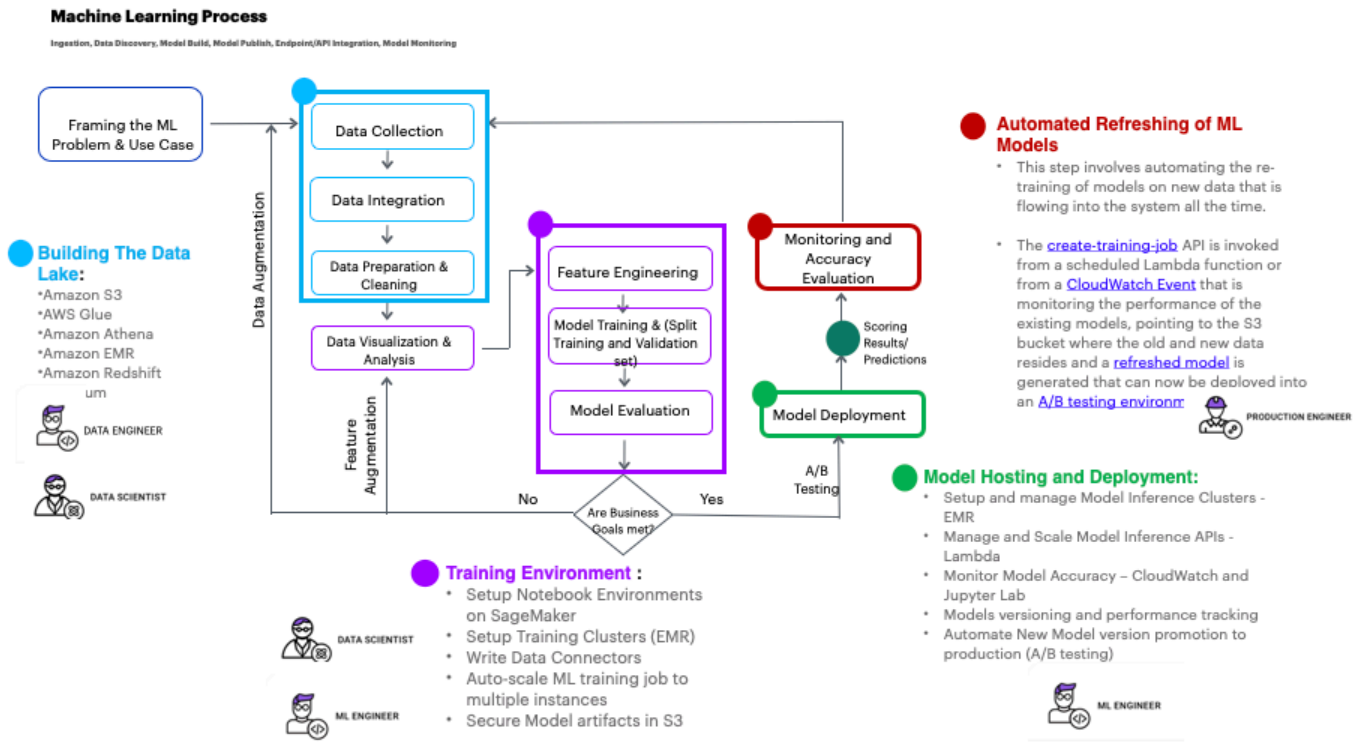 Machine Learning Process
Ingestion, Data Discovery, Model Build, Model Publish, Endpoint/API Integration, Model Monitoring
Framing the ML
Problem & Use Case
Data Collection
Data Integration
Data Preparation &
Cleaning
Data Visualization &
Analysis
Data Augmentation
Feature
Augmentation
Building The Data
Lake:
•Amazon S3
•AWS Glue
•Amazon Athena
•Amazon EMR
•Amazon Redshift
um
DATA ENGINEER
DATA SCIENTIST
Feature Engineering
Model Training & (Split
Training and Validation
set)
Model Evaluation
Are Business
Goals met?
No
Yes
A/B
Testing
Model Deployment
Scoring
Results/
Predictions
Monitoring and
Accuracy
Evaluation
Training Environment :
• Setup Notebook Environments
on SageMaker
• Setup Training Clusters (EMR)
• Write Data Connectors
• Auto-scale ML training job to
multiple instances
• Secure Model artifacts in S3
DATA SCIENTIST
ML ENGINEER
Automated Refreshing of ML
Models
• This step involves automating the re-
training of models on new data that is
flowing into the system all the time.
• The create-training-job API is invoked
from a scheduled Lambda function or
from a CloudWatch Event that is
monitoring the performance of the
existing models, pointing to the S3
bucket where the old and new data
resides and a refreshed model is
generated that can now be deployed into
an A/B testing environm
PRODUCTION ENGINEER
Model Hosting and Deployment:
• Setup and manage Model Inference Clusters -
EMR
• Manage and Scale Model Inference APIs -
Lambda
• Monitor Model Accuracy – CloudWatch and
Jupyter Lab
• Models versioning and performance tracking
• Automate New Model version promotion to
production (A/B testing)
ML ENGINEER